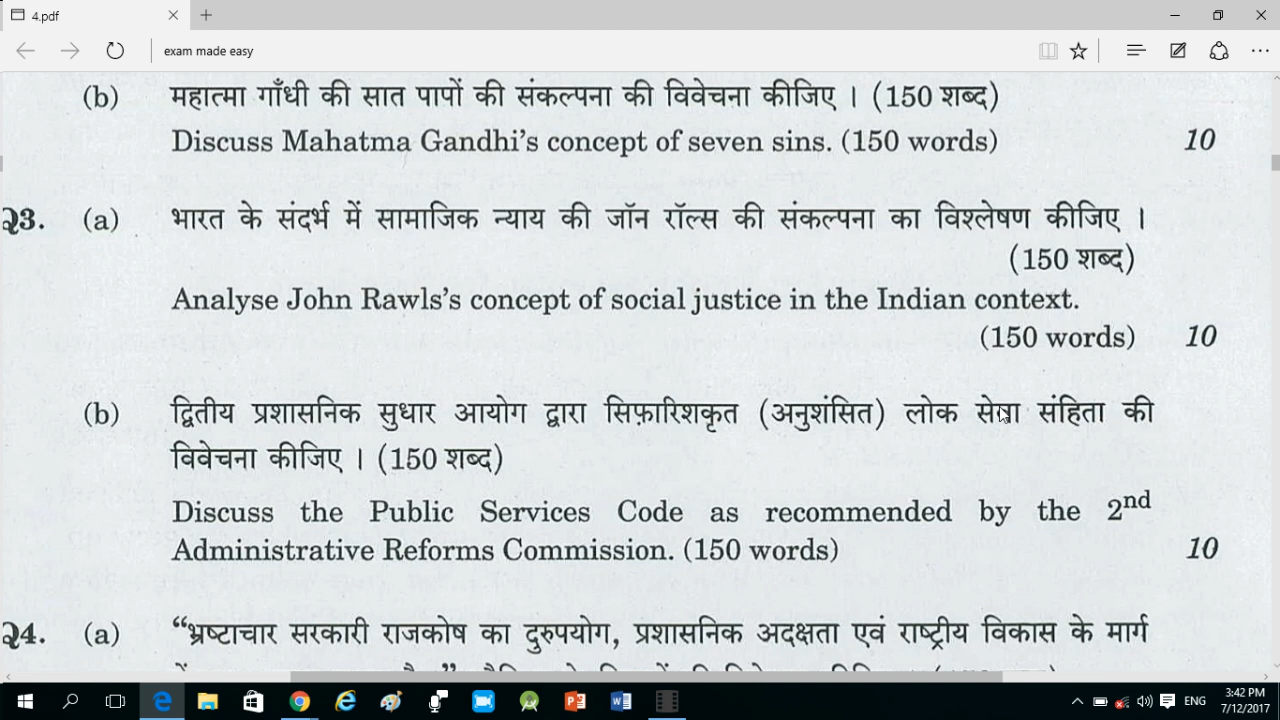 4.pdf
exam made easy
(b) महात्मा गाँधी की सात पापों की संकल्पना की विवेचना कीजिए । (150 शब्द)
Discuss Mahatma Gandhi's concept of seven sins. (150 words) 10
Q3. (a) भारत के संदर्भ में सामाजिक न्याय की जॉन रॉल्स की संकल्पना का विश्लेषण कीजिए ।
(150 शब्द)
Analyse John Rawls's concept of social justice in the Indian context.
(150 words) 10
(b) द्वितीय प्रशासनिक सुधार आयोग द्वारा सिफ़ारिशकृत (अनुशंसित) लोक सेवा संहिता की
विवेचना कीजिए । (150 शब्द)
Discuss the Public Services Code as recommended by the 2nd
Administrative Reforms Commission. (150 words) 10
Q4. (a) “भ्रष्टाचार सरकारी राजकोष का दुरुपयोग, प्रशासनिक अदक्षता एवं राष्ट्रीय विकास के मार्ग
ENG
3:42 PM
7/12/2017